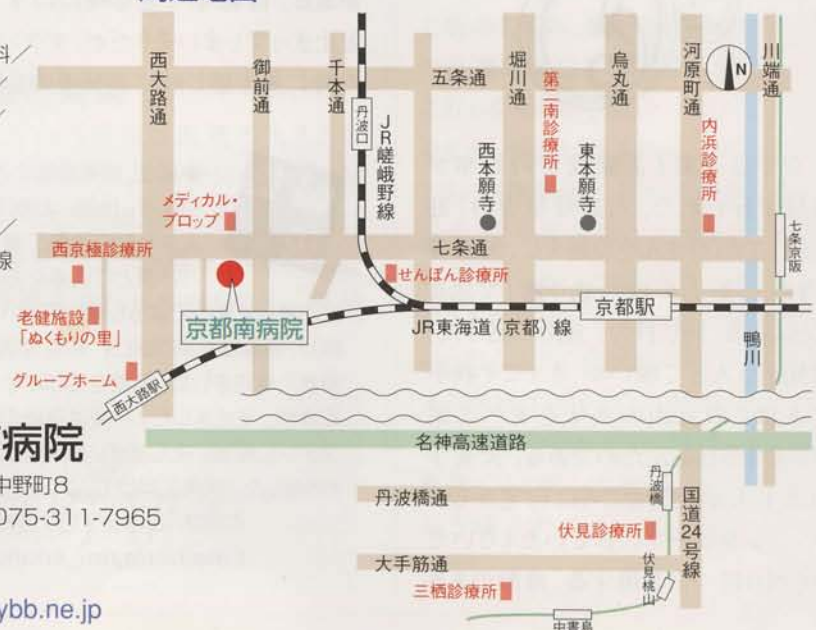 科/
西大路通
御前通
千本通
五条通
堀川通
烏丸通
河原町通
川端通
N
丹波口
JR嵯峨野線
第二南診療所
内浜診療所
西本願寺
東本願寺
メディカル・
プロップ
西京極診療所
七条通
七条京阪
線
せんぽん診療所
老健施設
「ぬくもりの里」
京都南病院
京都駅
JR東海道(京都)線
鴨川
グループホーム
西大路駅
病院
名神高速道路
中野町8
075-311-7965
丹波橋通
丹波橋
国道24号線
伏見診療所
大手筋通
伏見桃山
三栖診療所
ybb.ne.jp
中書島